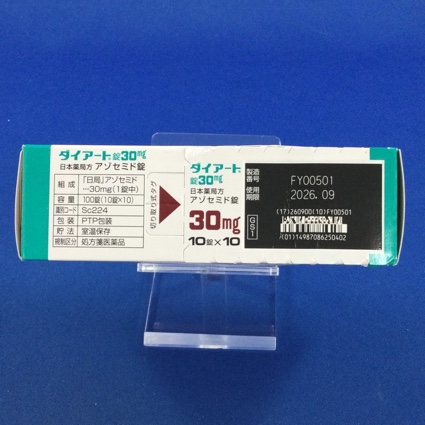 ダイアート錠30mg
日本薬局方 アゾセミド錠
組成 「日局」アゾセミド
…30mg(1錠中)
容量 100錠(10錠×10)
識別コード Sc224
包装 PTP包装
貯法 室温保存
規制区分 処方箋医薬品
切り取り式タグ
ダイアート錠30mg
日本薬局方
アゾセミド錠
30mg
10錠×10
製造番号 FY00501
使用期限 2026.09
GS1
(17)260900(10)FY00501
(01)14987086250402